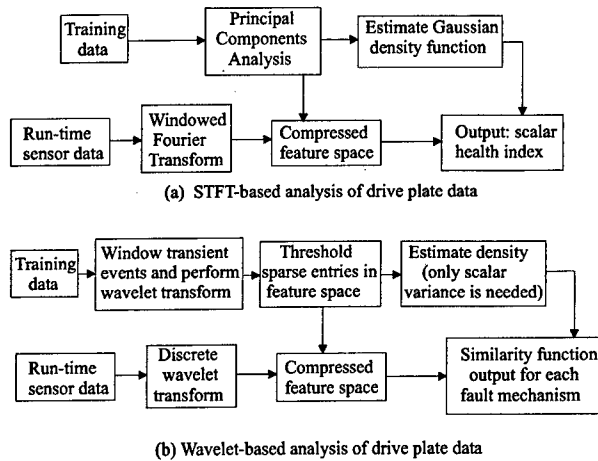 Training
data
Principal
Components
Analysis
Estimate Gaussian
density function
Run-time
sensor data
Windowed
Fourier
Transform
Compressed
feature space
Output: scalar
health index
(a) STFT-based analysis of drive plate data
Training
data
Window transient
events and perform
wavelet transform
Threshold
sparse entries in
feature space
Estimate density
(only scalar
variance is needed)
Run-time
sensor data
Discrete
wavelet
transform
Compressed
feature space
Similarity function
output for each
fault mechanism
(b) Wavelet-based analysis of drive plate data